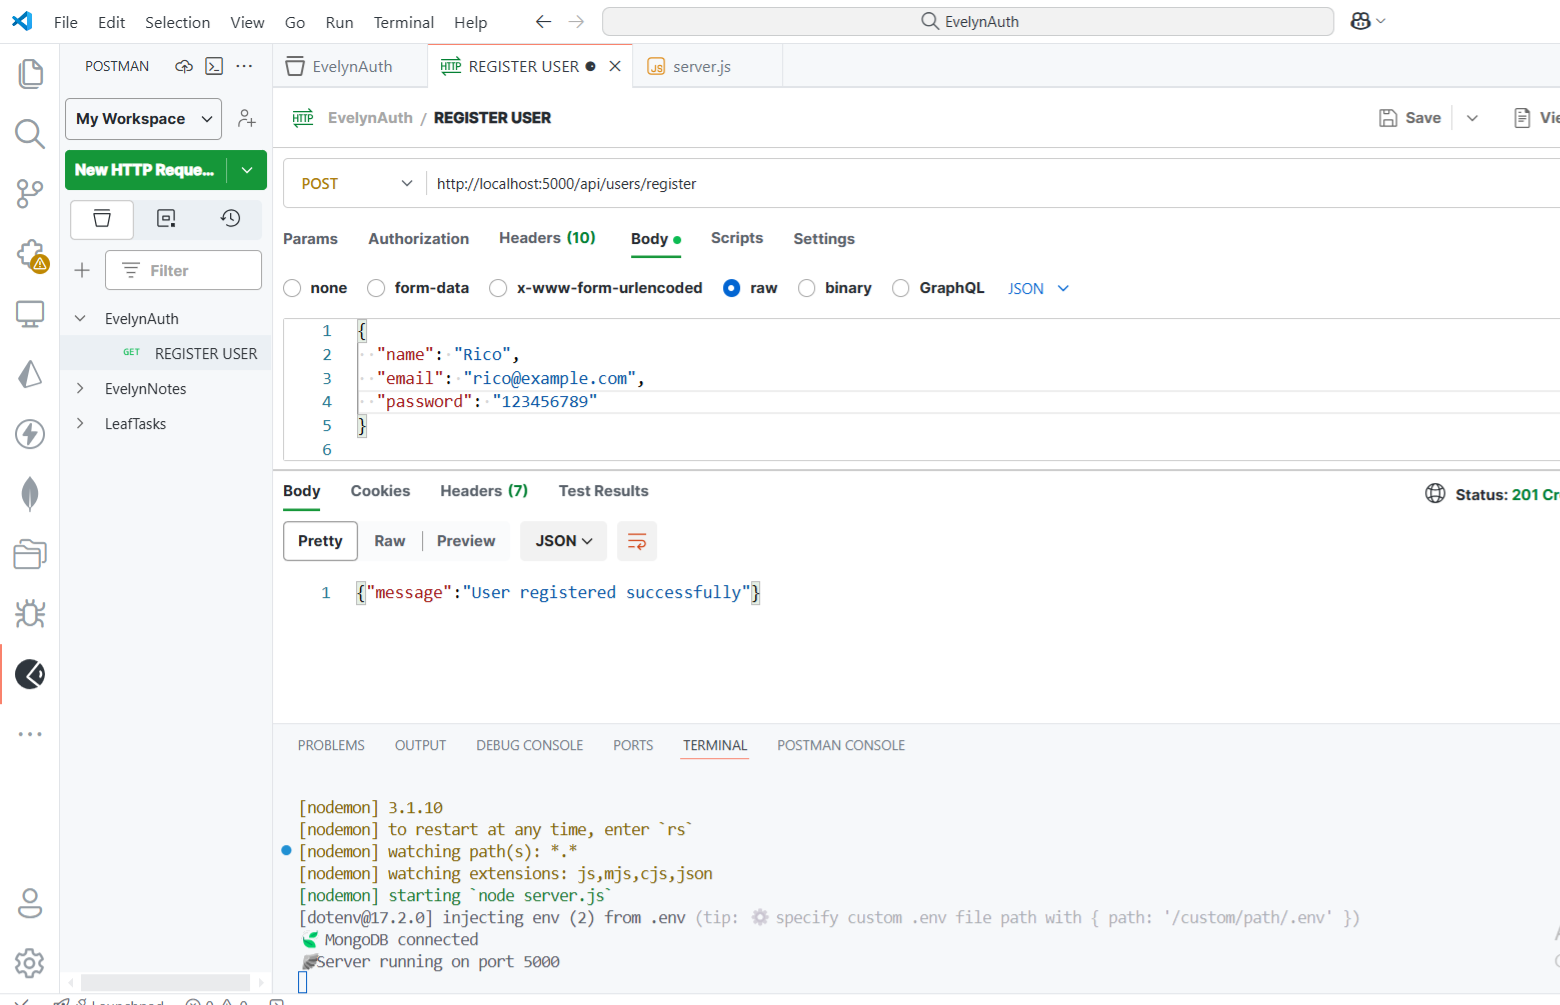 File Edit Selection View Go Run Terminal Help EvelynAuth
POSTMAN
EvelynAuth
HTTP REGISTER USER
JS server.js
My Workspace
HTTP EvelynAuth / REGISTER USER
Save
New HTTP Reque...
POST http://localhost:5000/api/users/register
Params Authorization Headers (10) Body Scripts Settings
Filter
none form-data x-www-form-urlencoded raw binary GraphQL JSON
EvelynAuth
GET REGISTER USER
EvelynNotes
LeafTasks
1 {
2 "name": "Rico",
3 "email": "rico@example.com",
4 "password": "123456789"
5 }
6
Body Cookies Headers (7) Test Results
Status: 201 Cr
Pretty Raw Preview JSON
1 {"message":"User registered successfully"}
PROBLEMS OUTPUT DEBUG CONSOLE PORTS TERMINAL POSTMAN CONSOLE
[nodemon] 3.1.10
[nodemon] to restart at any time, enter `rs`
[nodemon] watching path(s): *.*
[nodemon] watching extensions: js,mjs,cjs,json
[nodemon] starting `node server.js`
[dotenv@17.2.0] injecting env (2) from .env (tip: ⚙️ specify custom .env file path with { path: '/custom/path/.env' })
MongoDB connected
Server running on port 5000